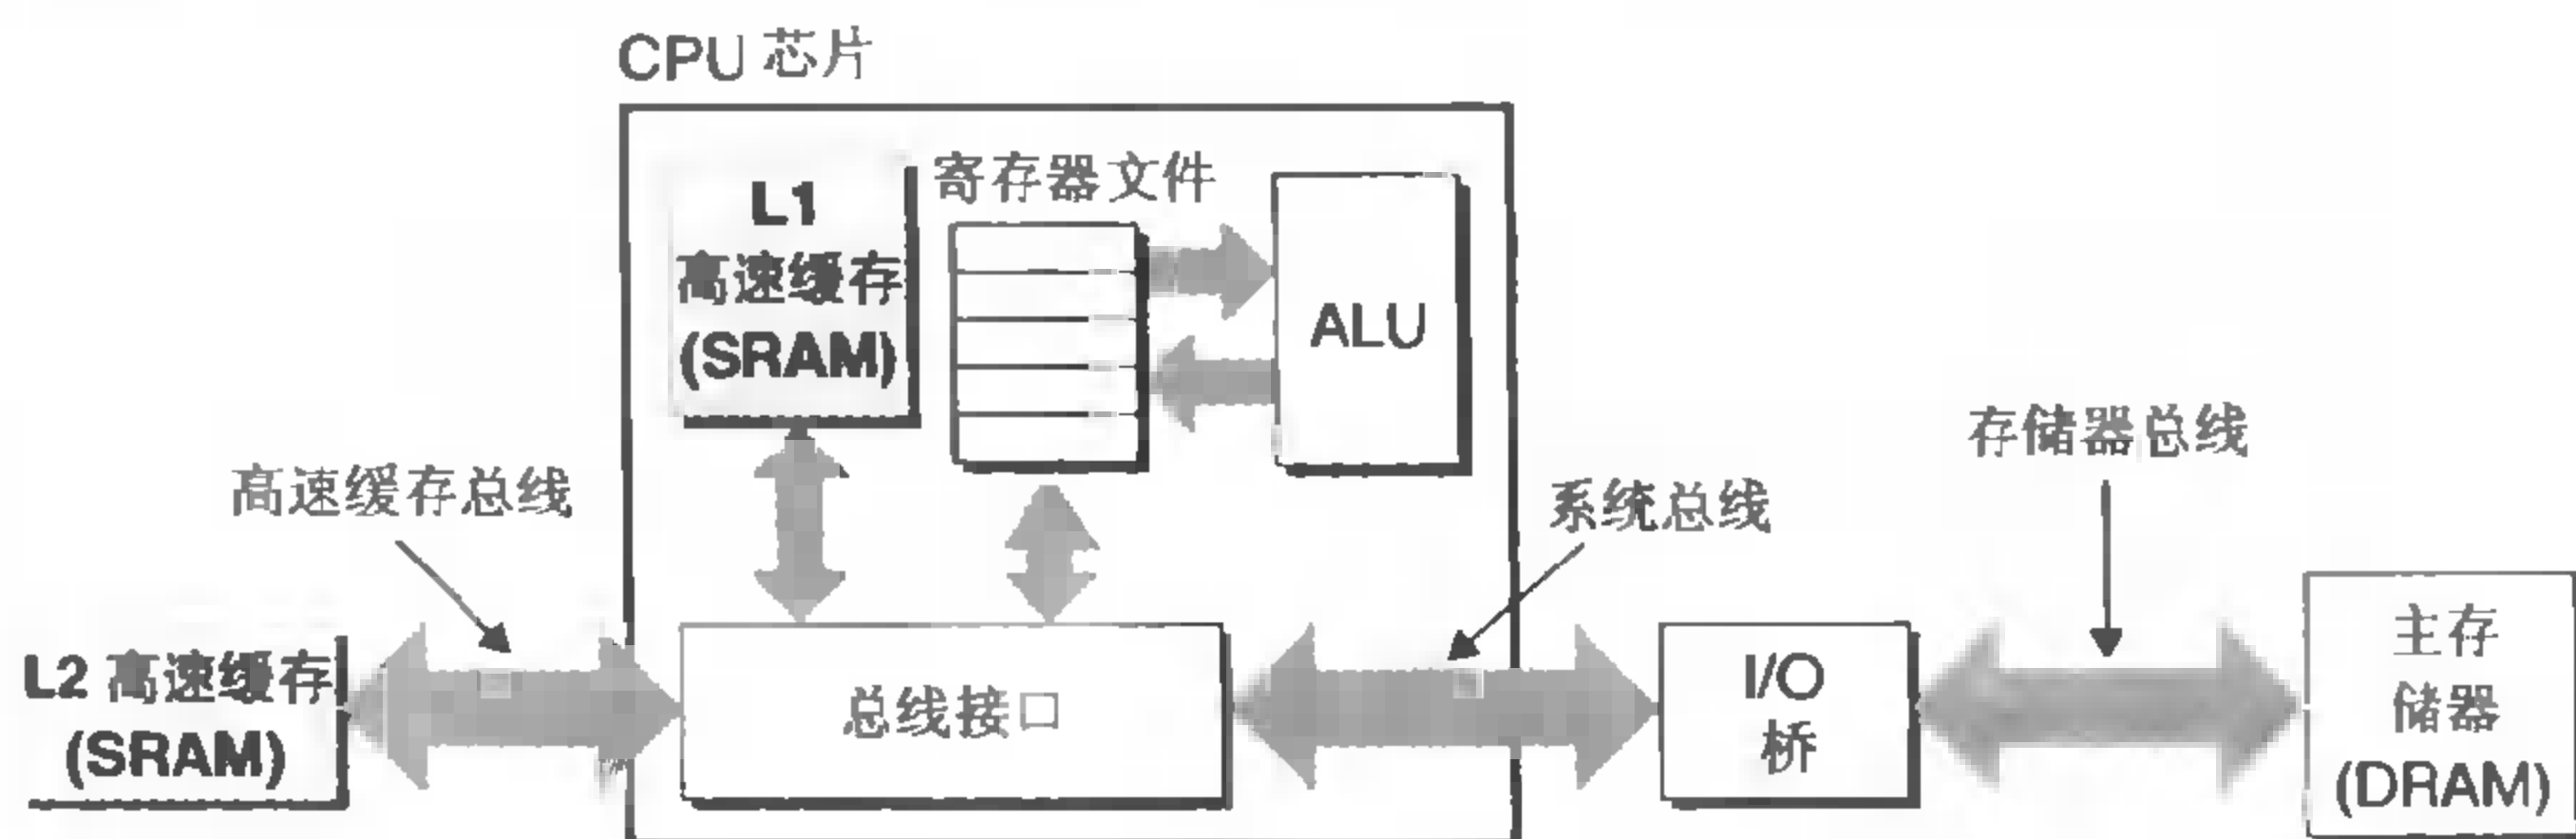 CPU 芯片
L1
高速缓存
(SRAM)
寄存器文件
ALU
高速缓存总线
系统总线
存储器总线
L2 高速缓存
(SRAM)
总线接口
I/O
桥
主存
储器
(DRAM)